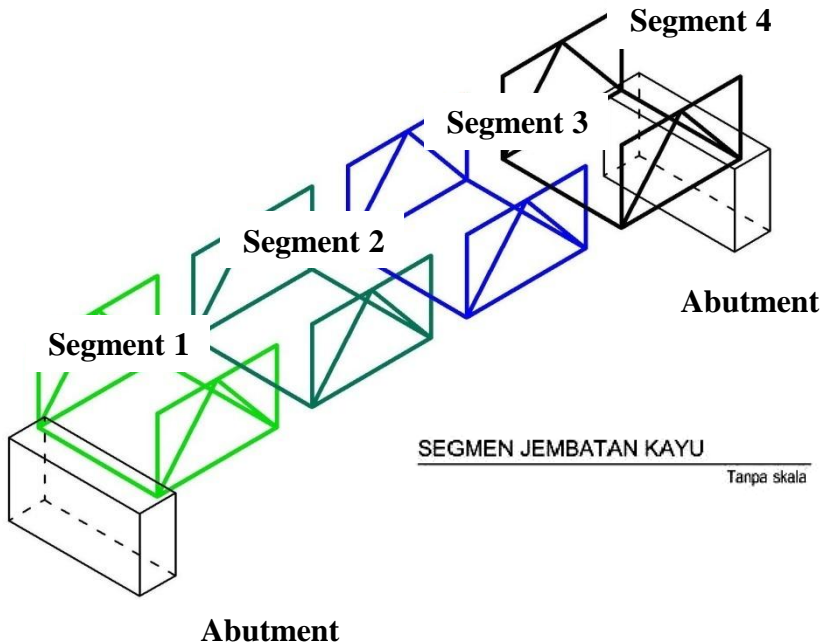 Segment 4
Segment 3
Segment 2
Abutment
Segment 1
SEGMEN JEMBATAN KAYU
Tanpa skala
Abutment